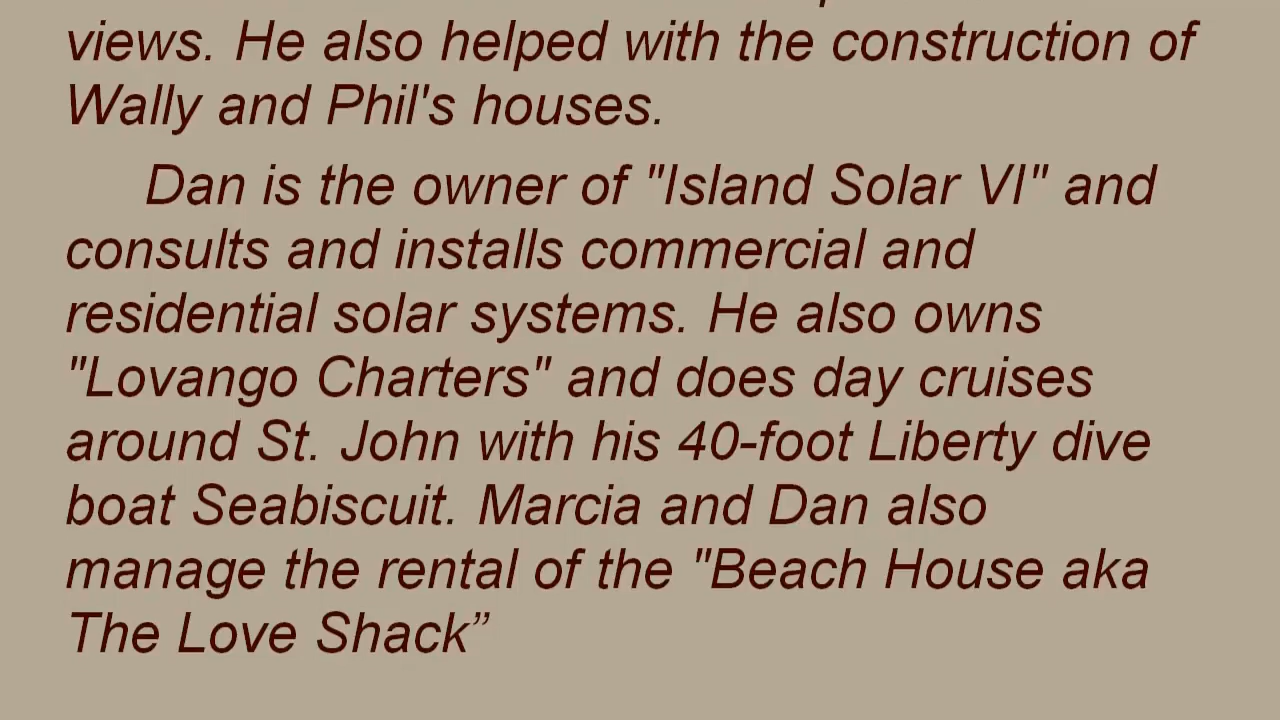 views. He also helped with the construction of
Wally and Phil's houses.
Dan is the owner of "Island Solar VI" and
consults and installs commercial and
residential solar systems. He also owns
"Lovango Charters" and does day cruises
around St. John with his 40-foot Liberty dive
boat Seabiscuit. Marcia and Dan also
manage the rental of the "Beach House aka
The Love Shack”